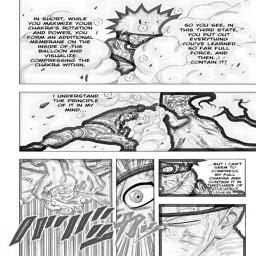 IN SHORT, WHILE
YOU MAXIMIZE YOUR
CHAKRA'S ROTATION
AND POWER, YOU
FORM AN ADDITIONAL
MEMBRANE ON THE
INSIDE OF THE
BALLOON AND
VISUALIZE
COMPRESSING THE
CHAKRA WITHIN.
SO YOU SEE, IN
THIS THIRD STATE,
YOU PUT OUT
EVERYTHING
YOU'VE LEARNED,
SO FAR FULL
FORCE, AND
THEN,
CONTAIN IT!
I UNDERSTAND
THE PRINCIPLE
OF IT IN MY
MIND...
...BUT I CAN'T
SEEM TO
COMPRESS MY
FULL
CHAKRA AND
CONTAIN IT